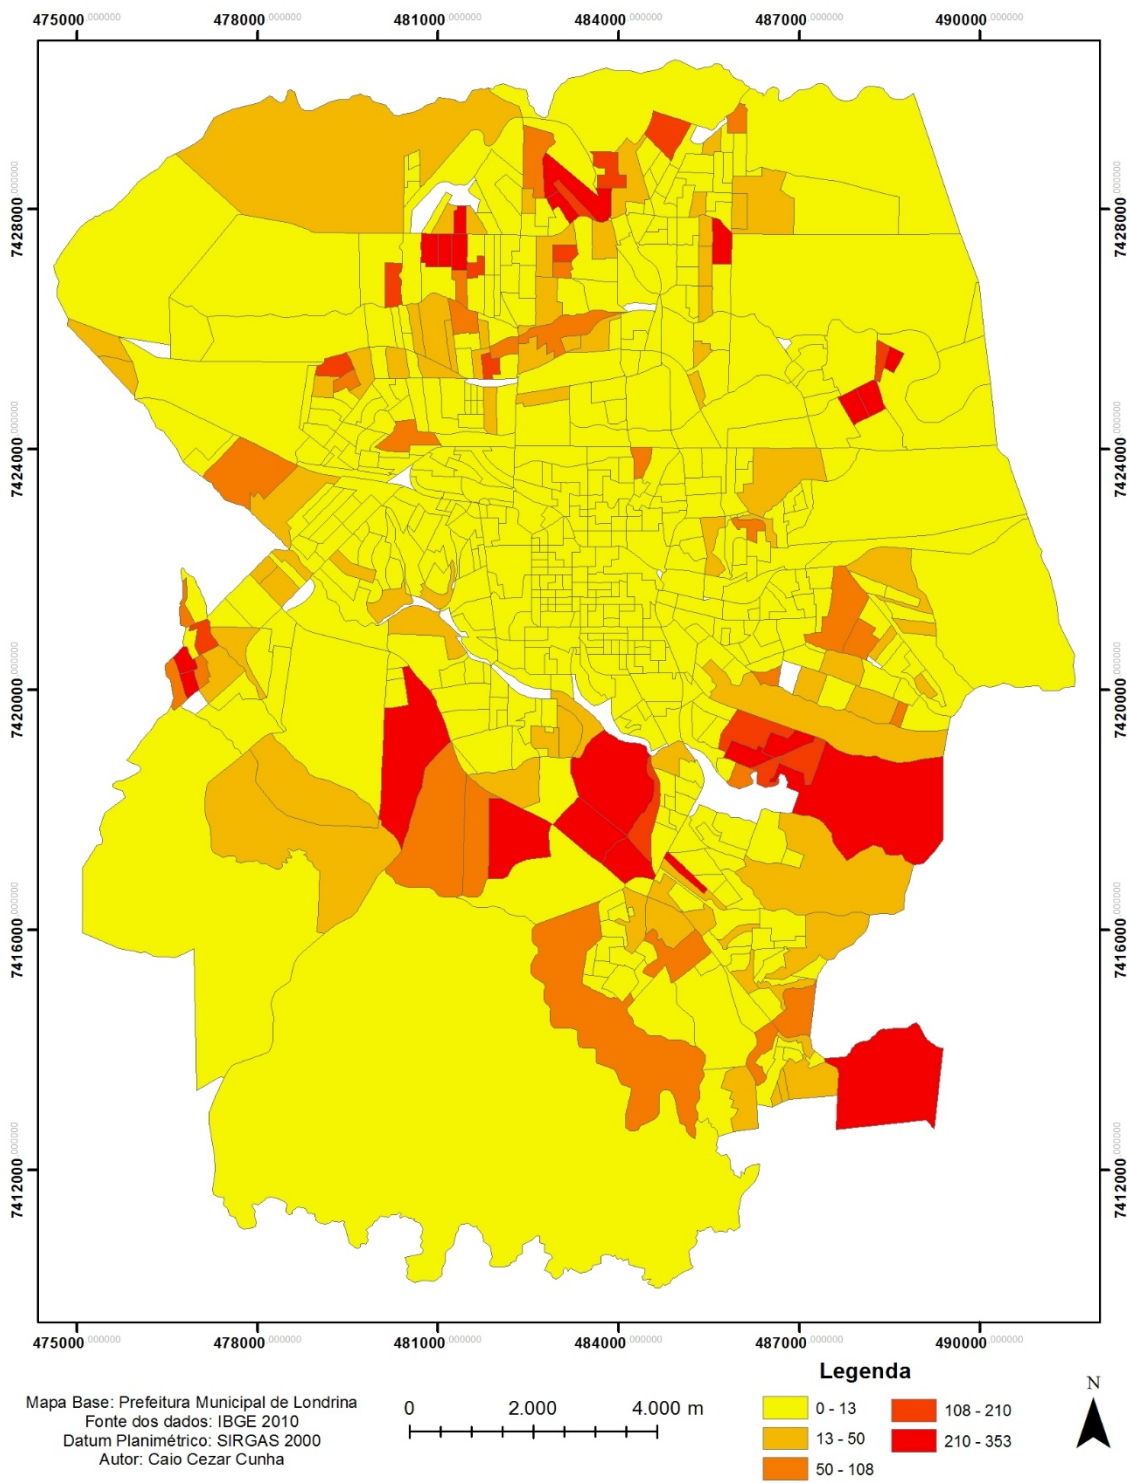 475000,000000 478000,000000 481000,000000 484000,000000 487000,000000 490000,000000
7428000,000000 7428000,000000
7424000,000000 7424000,000000
7420000,000000 7420000,000000
7416000,000000 7416000,000000
7412000,000000 7412000,000000
475000,000000 478000,000000 481000,000000 484000,000000 487000,000000 490000,000000
Mapa Base: Prefeitura Municipal de Londrina
Fonte dos dados: IBGE 2010
Datum Planimétrico: SIRGAS 2000
Autor: Caio Cezar Cunha
0 2.000 4.000 m
Legenda
0 - 13
13 - 50
50 - 108
108 - 210
210 - 353
N